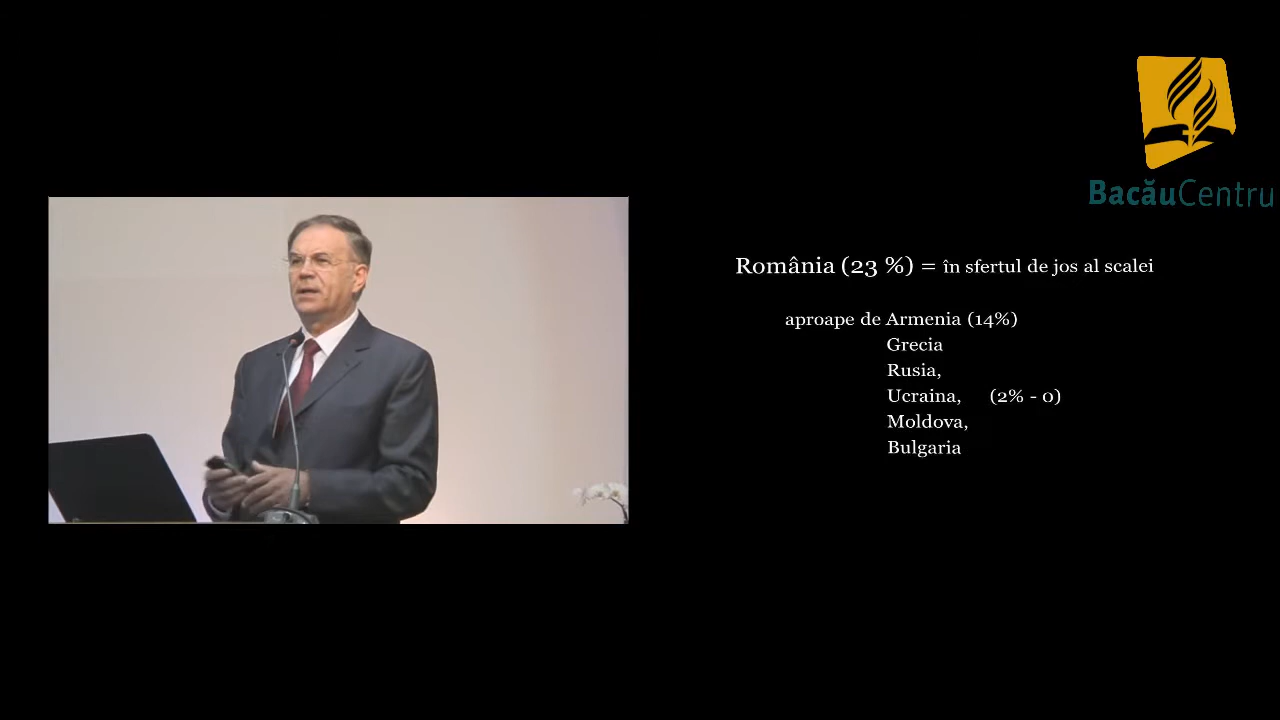 BacăuCentru
România (23 %) = în sfertul de jos al scalei
aproape de Armenia (14%)
Grecia
Rusia,
Ucraina, (2% - 0)
Moldova,
Bulgaria